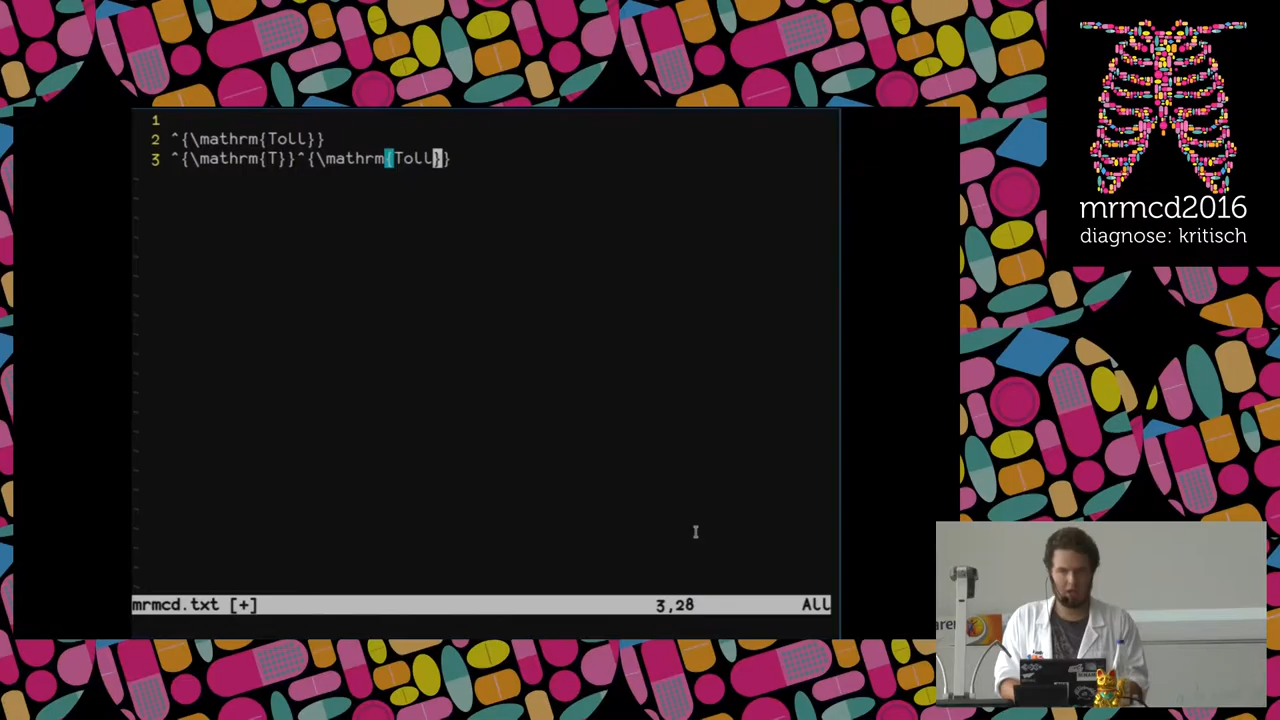 1
2 ^{\mathrm{Toll}}
3 ^{\mathrm{T}}^{\mathrm{Toll}}
mrmcd.txt [+] 3,28 All
mrmcd2016
diagnose: kritisch